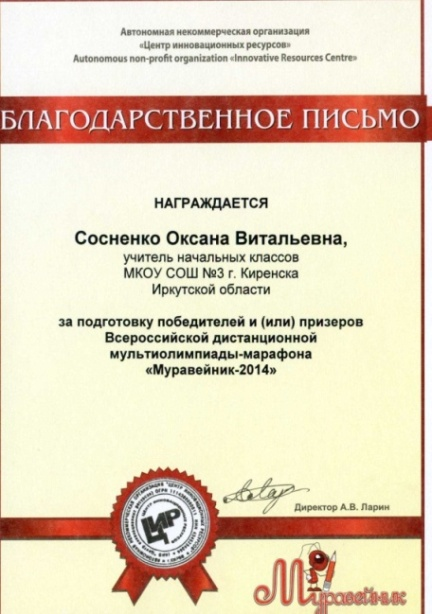 Автономная некоммерческая организация
«Центр инновационных ресурсов»
Autonomous non-profit organization «Innovative Resources Centre»
БЛАГОДАРСТВЕННОЕ ПИСЬМО
НАГРАЖДАЕТСЯ
Сосненко Оксана Витальевна,
учитель начальных классов
МКОУ СОШ №3 г. Киренска
Иркутской области
за подготовку победителей и (или) призеров
Всероссийской дистанционной
мультиолимпиады-марафона
«Муравейник-2014»
ЦИР
Директор А.В. Ларин
Муравейник